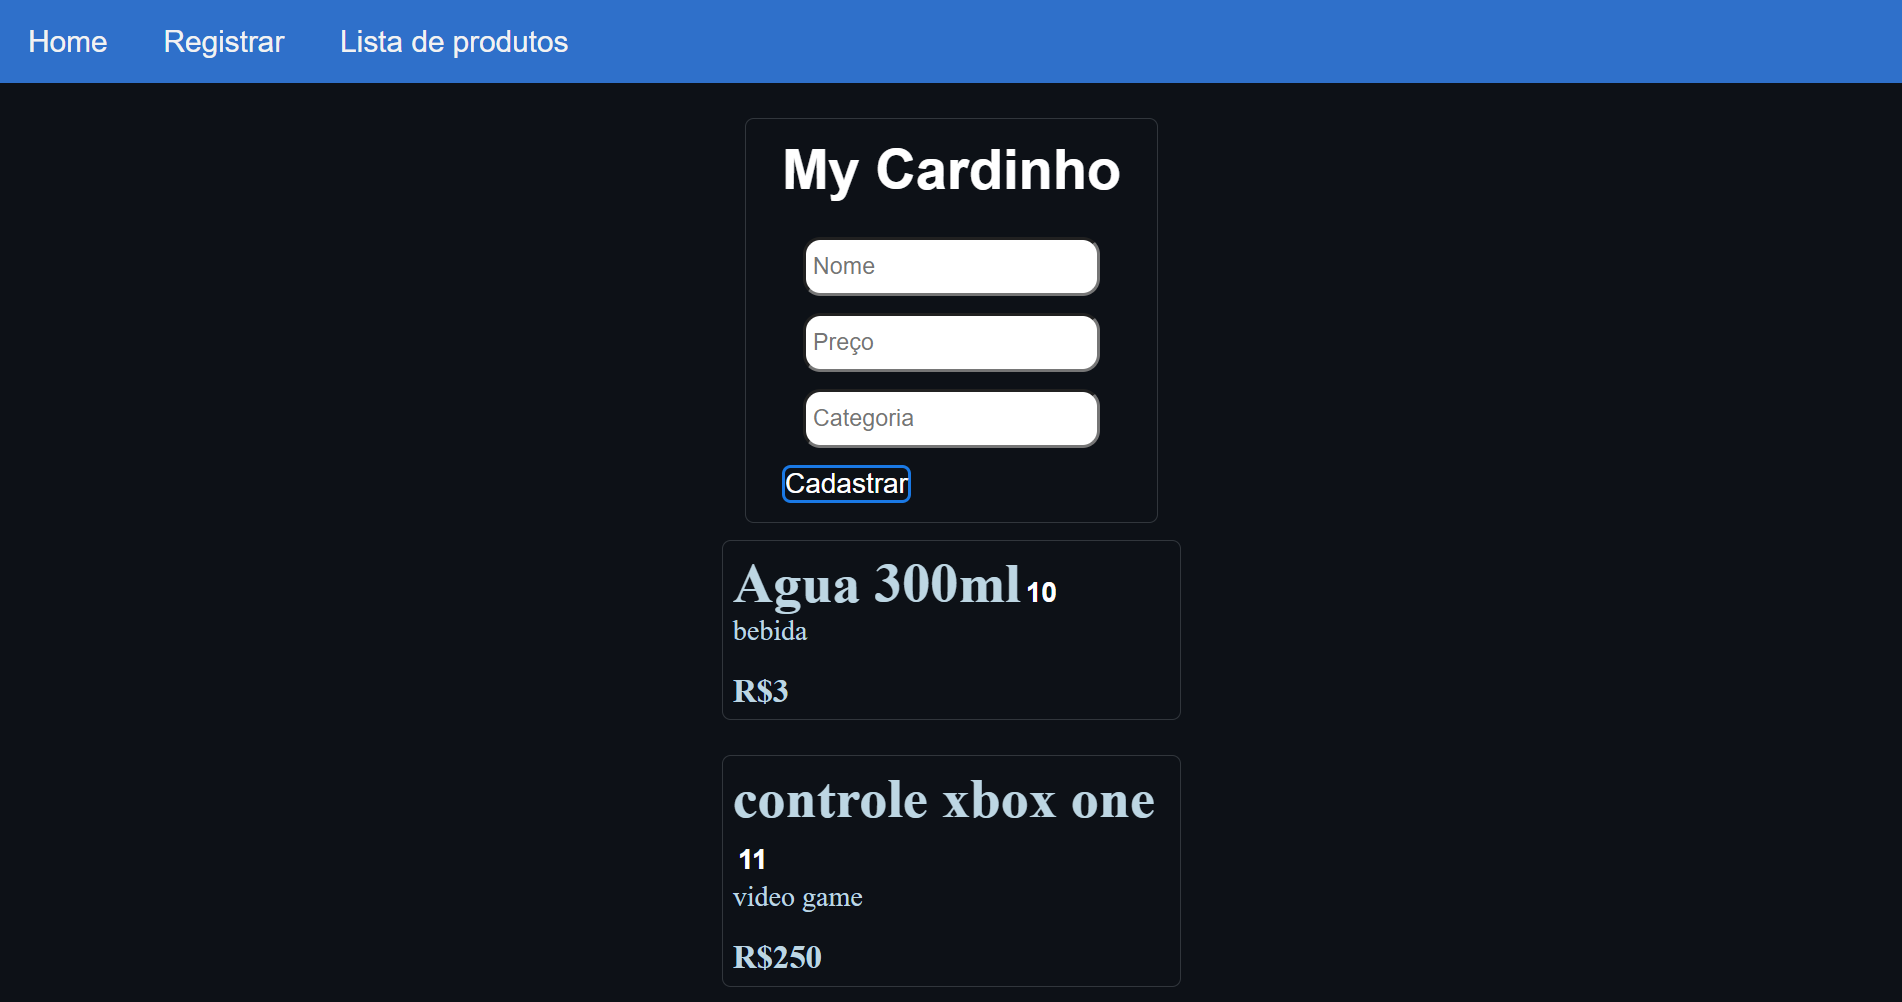 Home Registrar Lista de produtos
My Cardinho
Nome
Preço
Categoria
Cadastrar
Agua 300ml 10
bebida
R$3
controle xbox one
11
video game
R$250